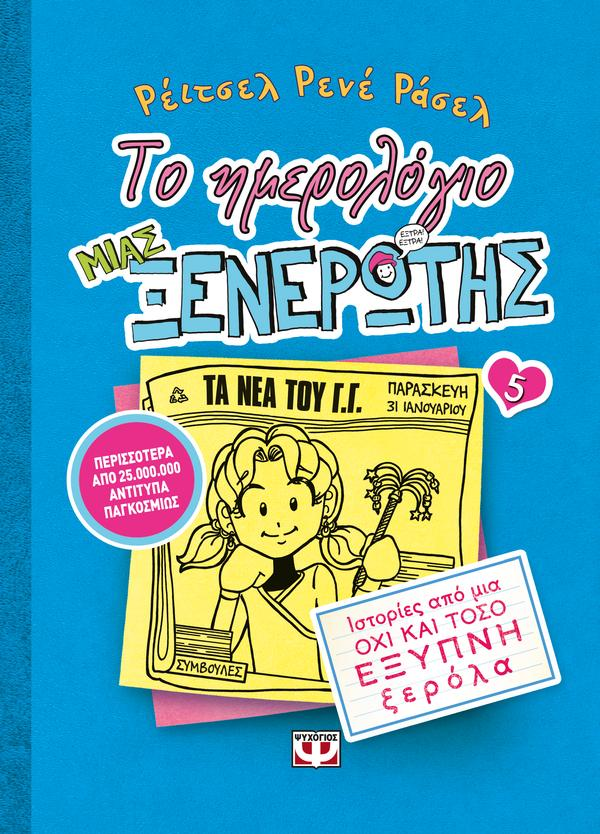 Ρέιτσελ Ρενέ Ράσελ
Το ημερολόγιο
ΜΙΑΣ
ΞΕΝΕΡΩΤΗΣ
ΕΞΤΡΑ!
ΕΞΤΡΑ!
5
ΤΑ ΝΕΑ ΤΟΥ Γ.Γ.
ΠΑΡΑΣΚΕΥΗ
31 ΙΑΝΟΥΑΡΙΟΥ
ΠΕΡΙΣΣΟΤΕΡΑ
ΑΠΟ 25.000.000
ΑΝΤΙΤΥΠΑ
ΠΑΓΚΟΣΜΙΩΣ
Ιστορίες από μια
ΟΧΙ ΚΑΙ ΤΟΣΟ
ΕΞΥΠΝΗ
ξερόλα
ΣΥΜΒΟΥΛΕΣ
ΨΥΧΟΓΙΟΣ